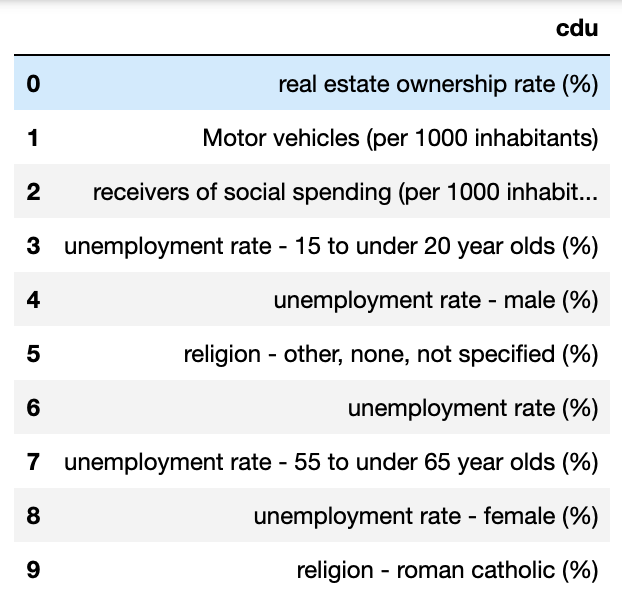 cdu
0 real estate ownership rate (%)
1 Motor vehicles (per 1000 inhabitants)
2 receivers of social spending (per 1000 inhabit...
3 unemployment rate - 15 to under 20 year olds (%)
4 unemployment rate - male (%)
5 religion - other, none, not specified (%)
6 unemployment rate (%)
7 unemployment rate - 55 to under 65 year olds (%)
8 unemployment rate - female (%)
9 religion - roman catholic (%)